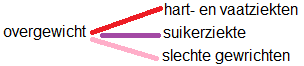 hart- en vaatziekten
overgewicht
suikerziekte
slechte gewrichten